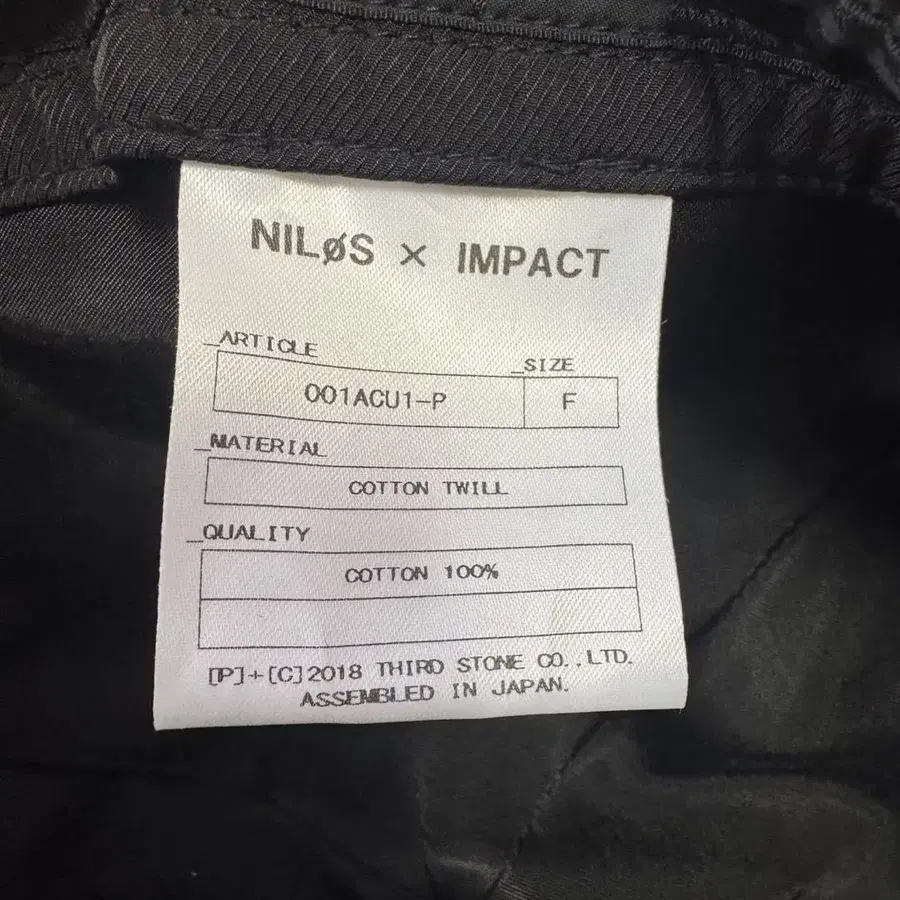 NILøS × IMPACT
_ARTICLE
_SIZE
001ACU1-P
F
_MATERIAL
COTTON TWILL
_QUALITY
COTTON 100%
[P]+[C]2018 THIRD STONE CO.,LTD.
ASSEMBLED IN JAPAN.